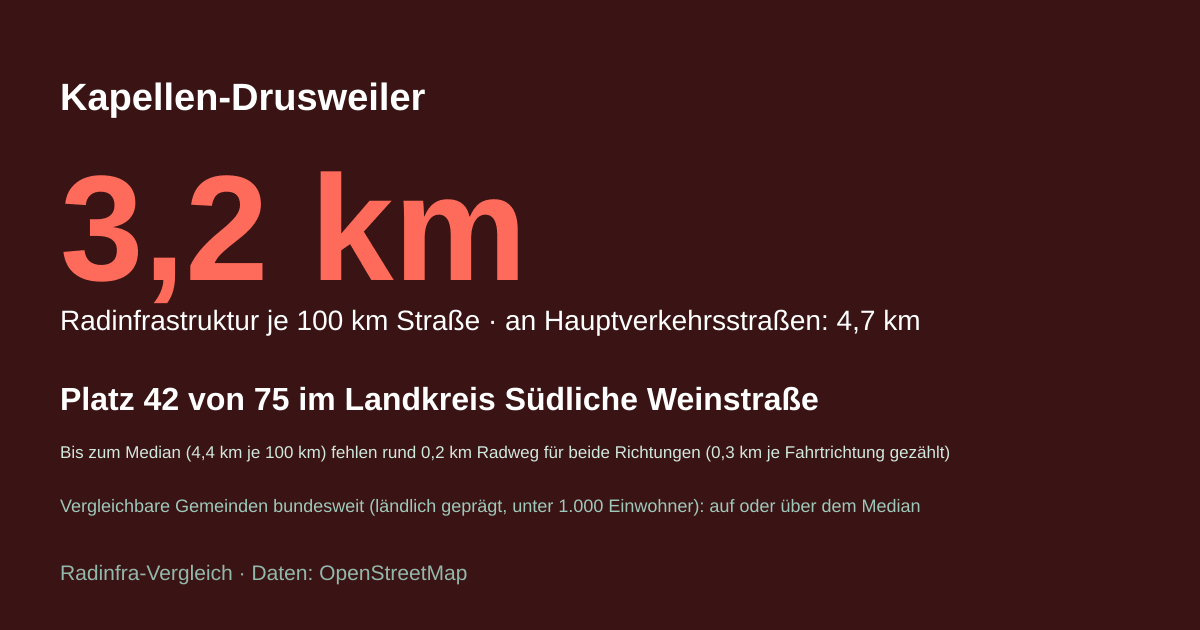 Kapellen-Drusweiler
3,2 km
Radinfrastruktur je 100 km Straße · an Hauptverkehrsstraßen: 4,7 km
Platz 42 von 75 im Landkreis Südliche Weinstraße
Bis zum Median (4,4 km je 100 km) fehlen rund 0,2 km Radweg für beide Richtungen (0,3 km je Fahrtrichtung gezählt)
Vergleichbare Gemeinden bundesweit (ländlich geprägt, unter 1.000 Einwohner): auf oder über dem Median
Radinfra-Vergleich · Daten: OpenStreetMap